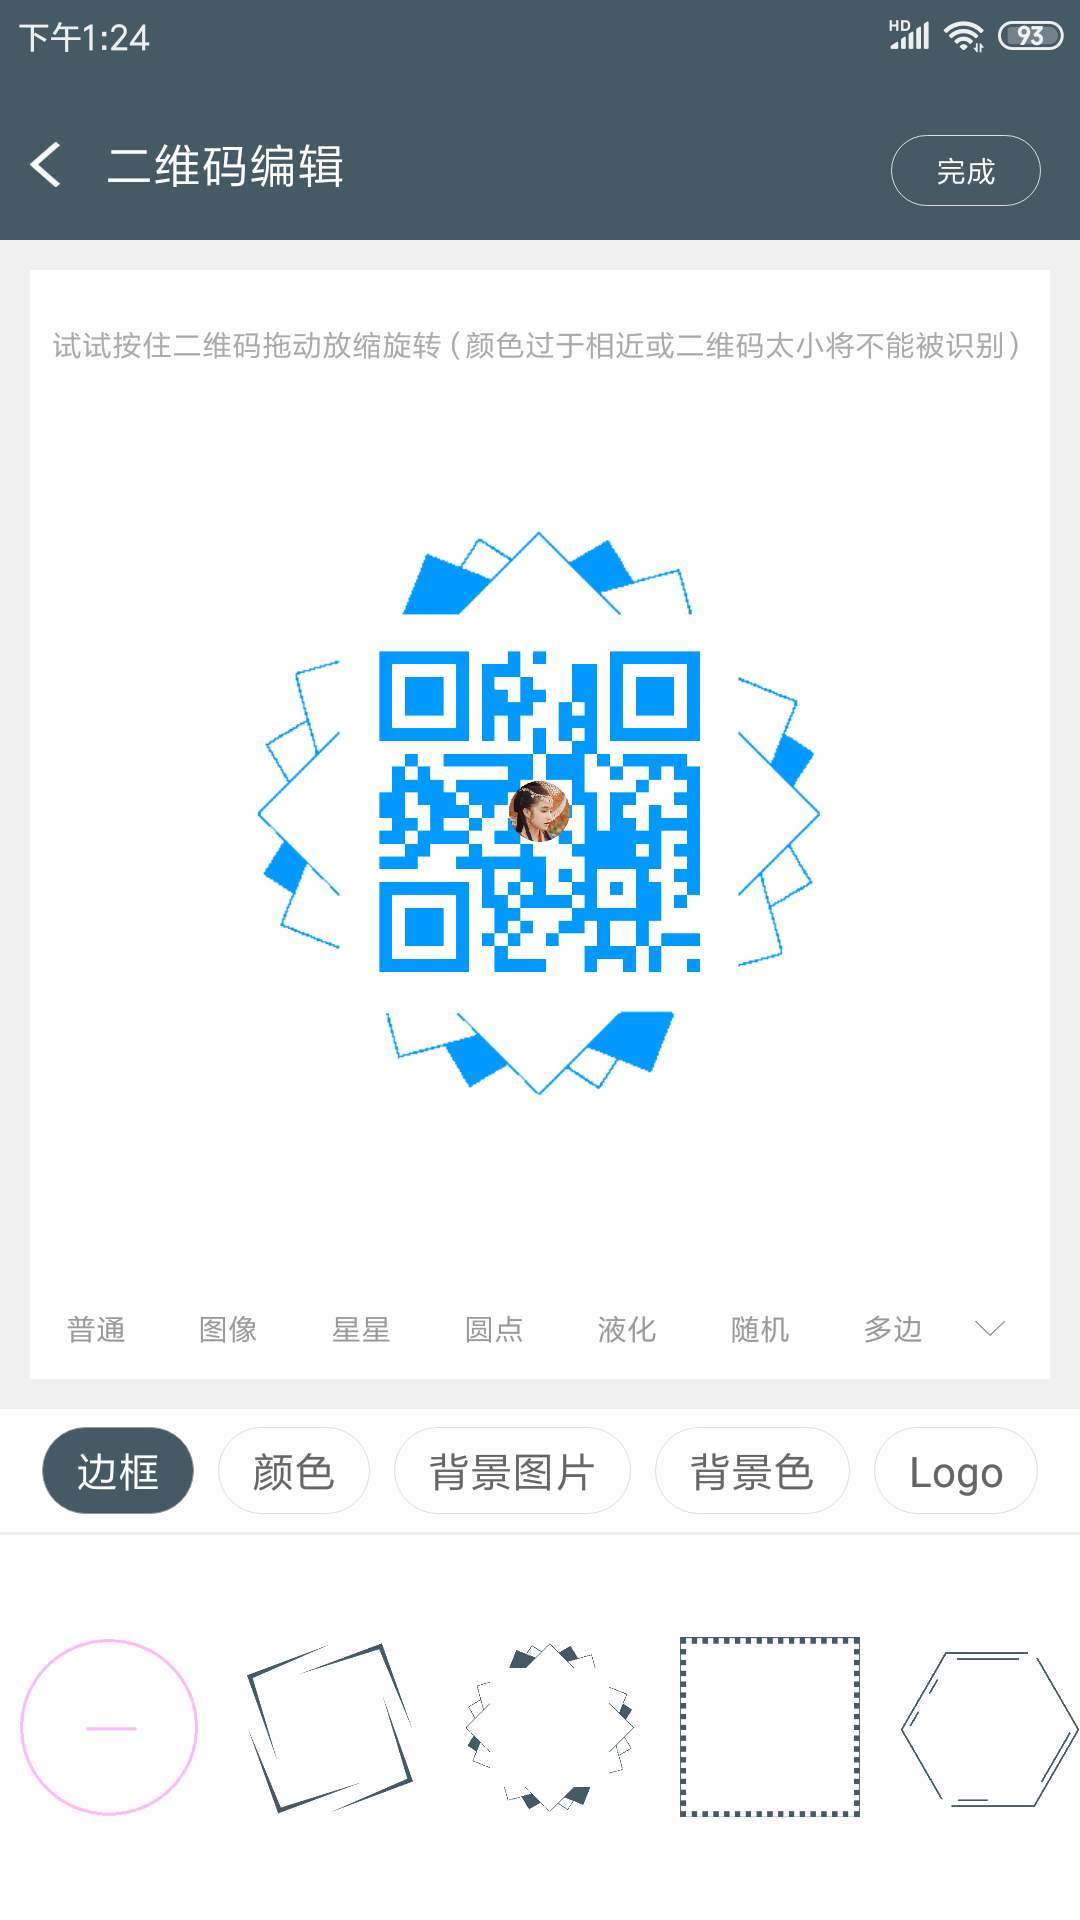 下午1:24
HD
93
二维码编辑
完成
试试按住二维码拖动放缩旋转(颜色过于相近或二维码太小将不能被识别)
普通 图像 星星 圆点 液化 随机 多边
边框 颜色 背景图片 背景色 Logo